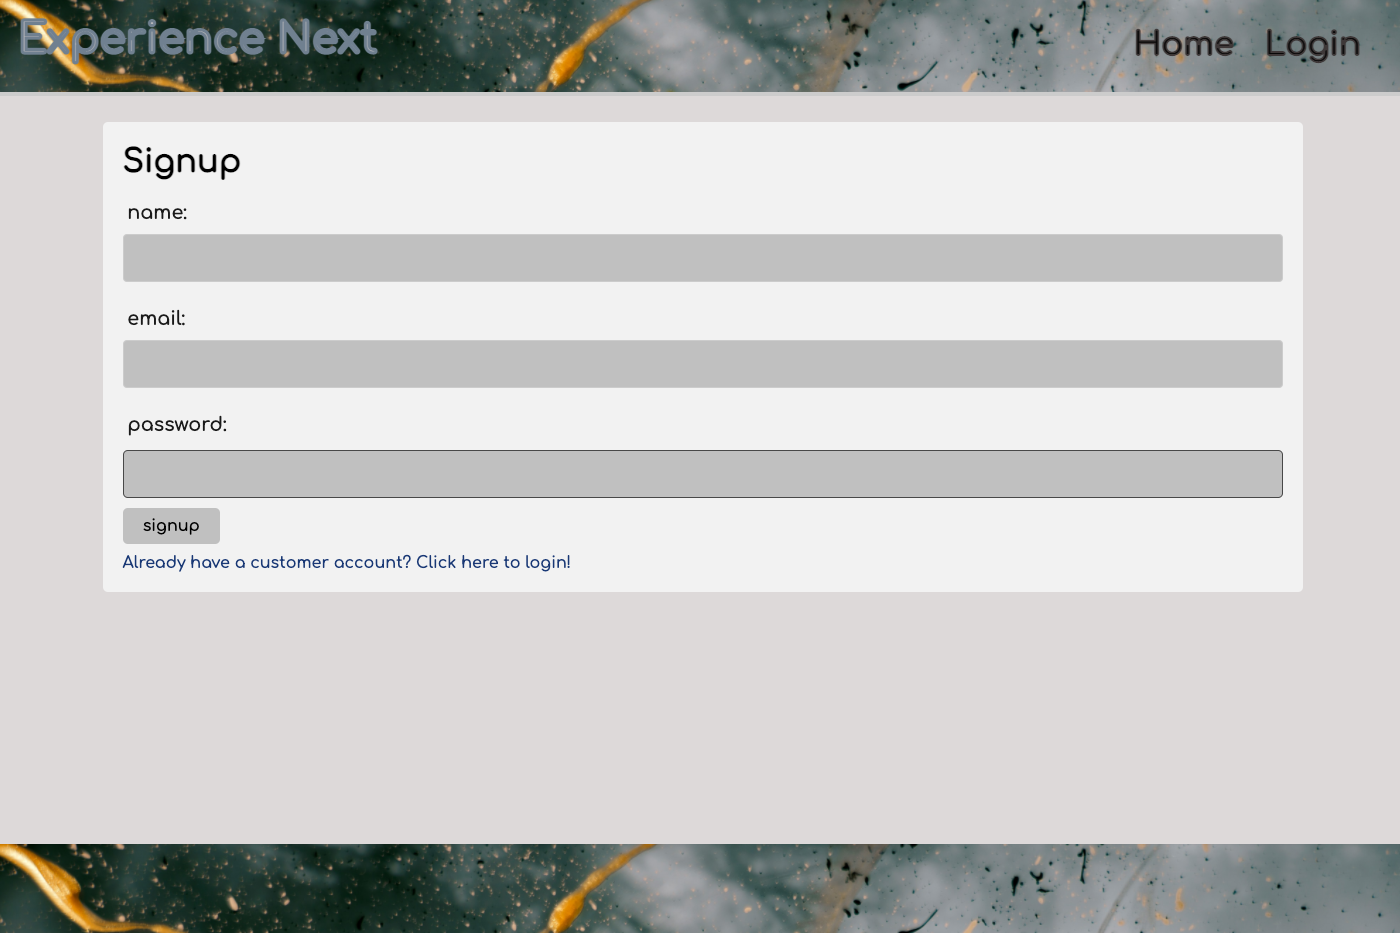 Experience Next
Home Login
Signup
name:
email:
password:
signup
Already have a customer account? Click here to login!